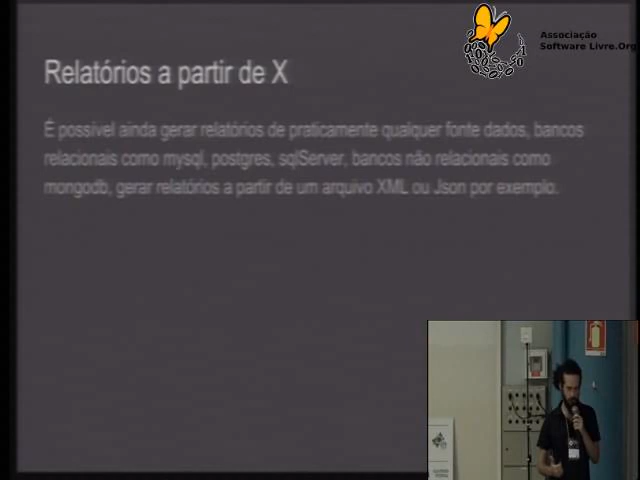 Associação
Software Livre.Org
Relatórios a partir de X
É possível ainda gerar relatórios de praticamente qualquer fonte dados, bancos
relacionais como mysql, postgres, sqlServer, bancos não relacionais como
mongodb, gerar relatórios a partir de um arquivo XML ou Json por exemplo.